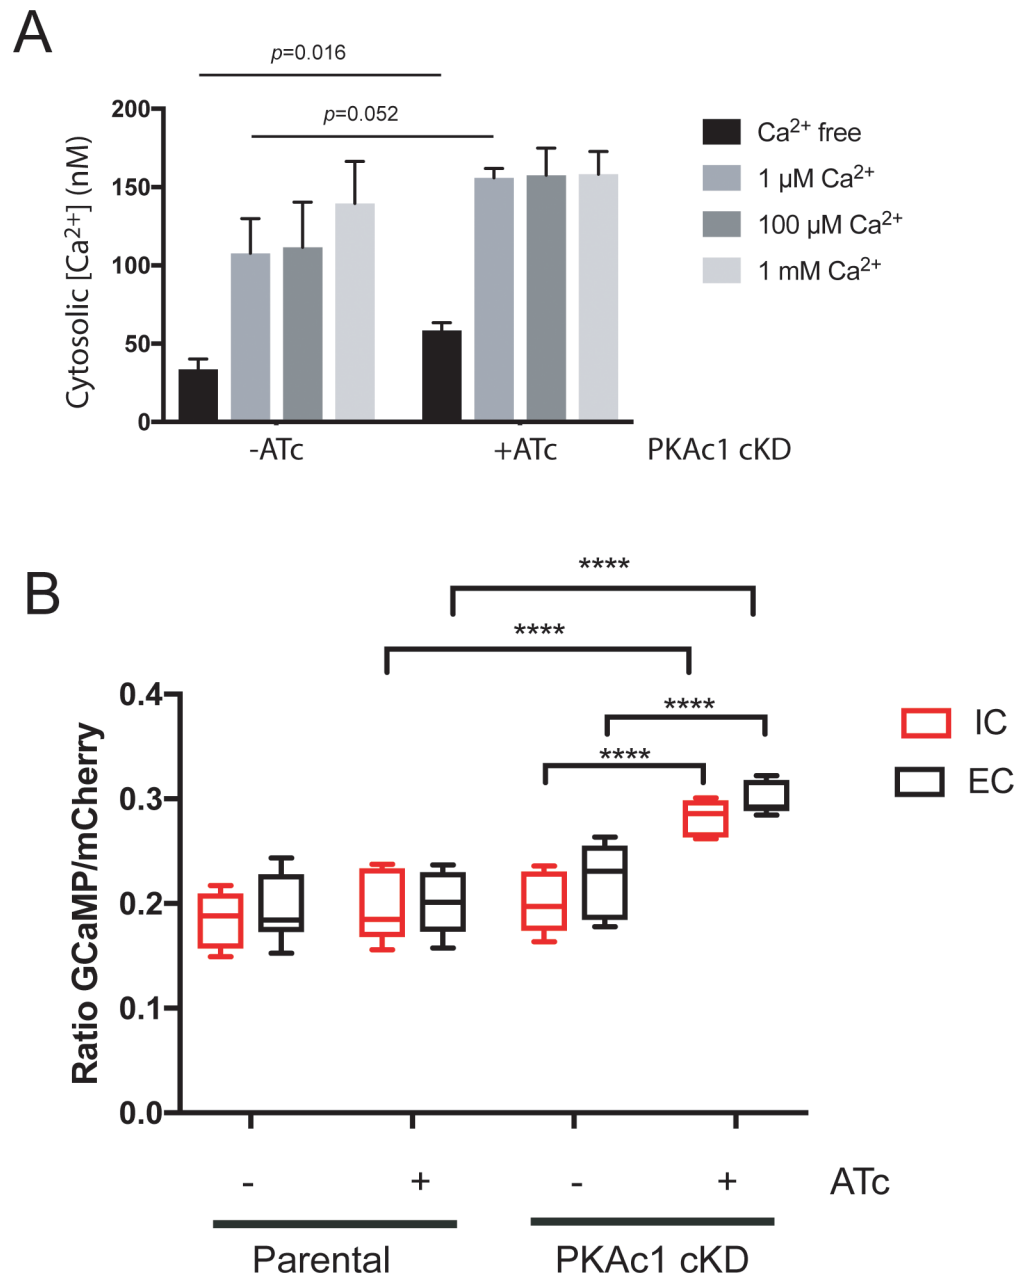 A
p=0.016
p=0.052
200
150
100
50
0
Cytosolic [Ca2+] (nM)
Ca2+ free
1 µM Ca2+
100 µM Ca2+
1 mM Ca2+
-ATc
+ATc
PKAc1 cKD
B
****
****
****
****
0.4
0.3
0.2
0.1
0.0
Ratio GCaMP/mCherry
IC
EC
- + - + ATc
Parental PKAc1 cKD